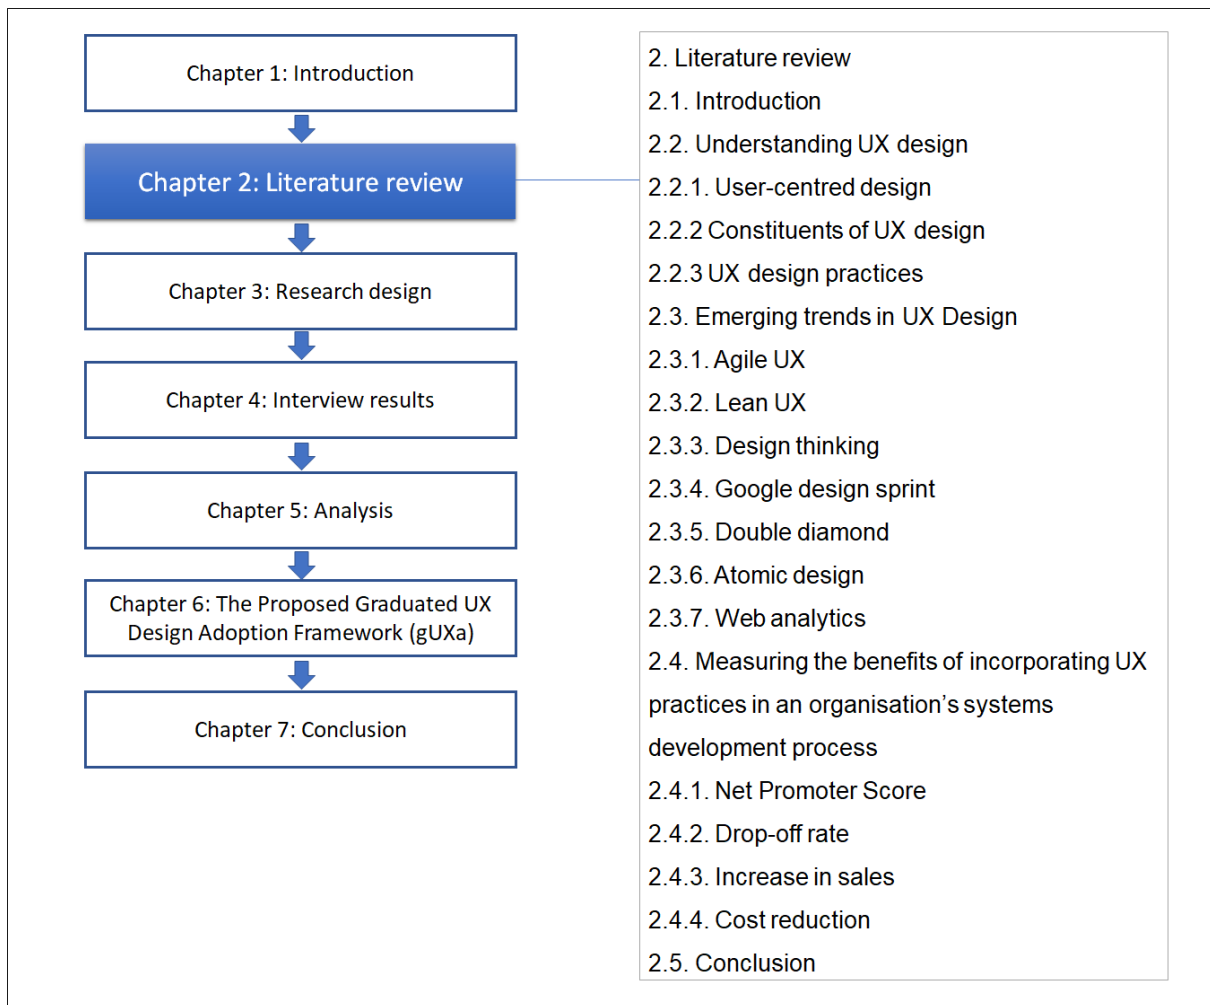 Chapter 1: Introduction
Chapter 2: Literature review
Chapter 3: Research design
Chapter 4: Interview results
Chapter 5: Analysis
Chapter 6: The Proposed Graduated UX
Design Adoption Framework (gUXa)
Chapter 7: Conclusion
2. Literature review
2.1. Introduction
2.2. Understanding UX design
2.2.1. User-centred design
2.2.2 Constituents of UX design
2.2.3 UX design practices
2.3. Emerging trends in UX Design
2.3.1. Agile UX
2.3.2. Lean UX
2.3.3. Design thinking
2.3.4. Google design sprint
2.3.5. Double diamond
2.3.6. Atomic design
2.3.7. Web analytics
2.4. Measuring the benefits of incorporating UX
practices in an organisation’s systems
development process
2.4.1. Net Promoter Score
2.4.2. Drop-off rate
2.4.3. Increase in sales
2.4.4. Cost reduction
2.5. Conclusion